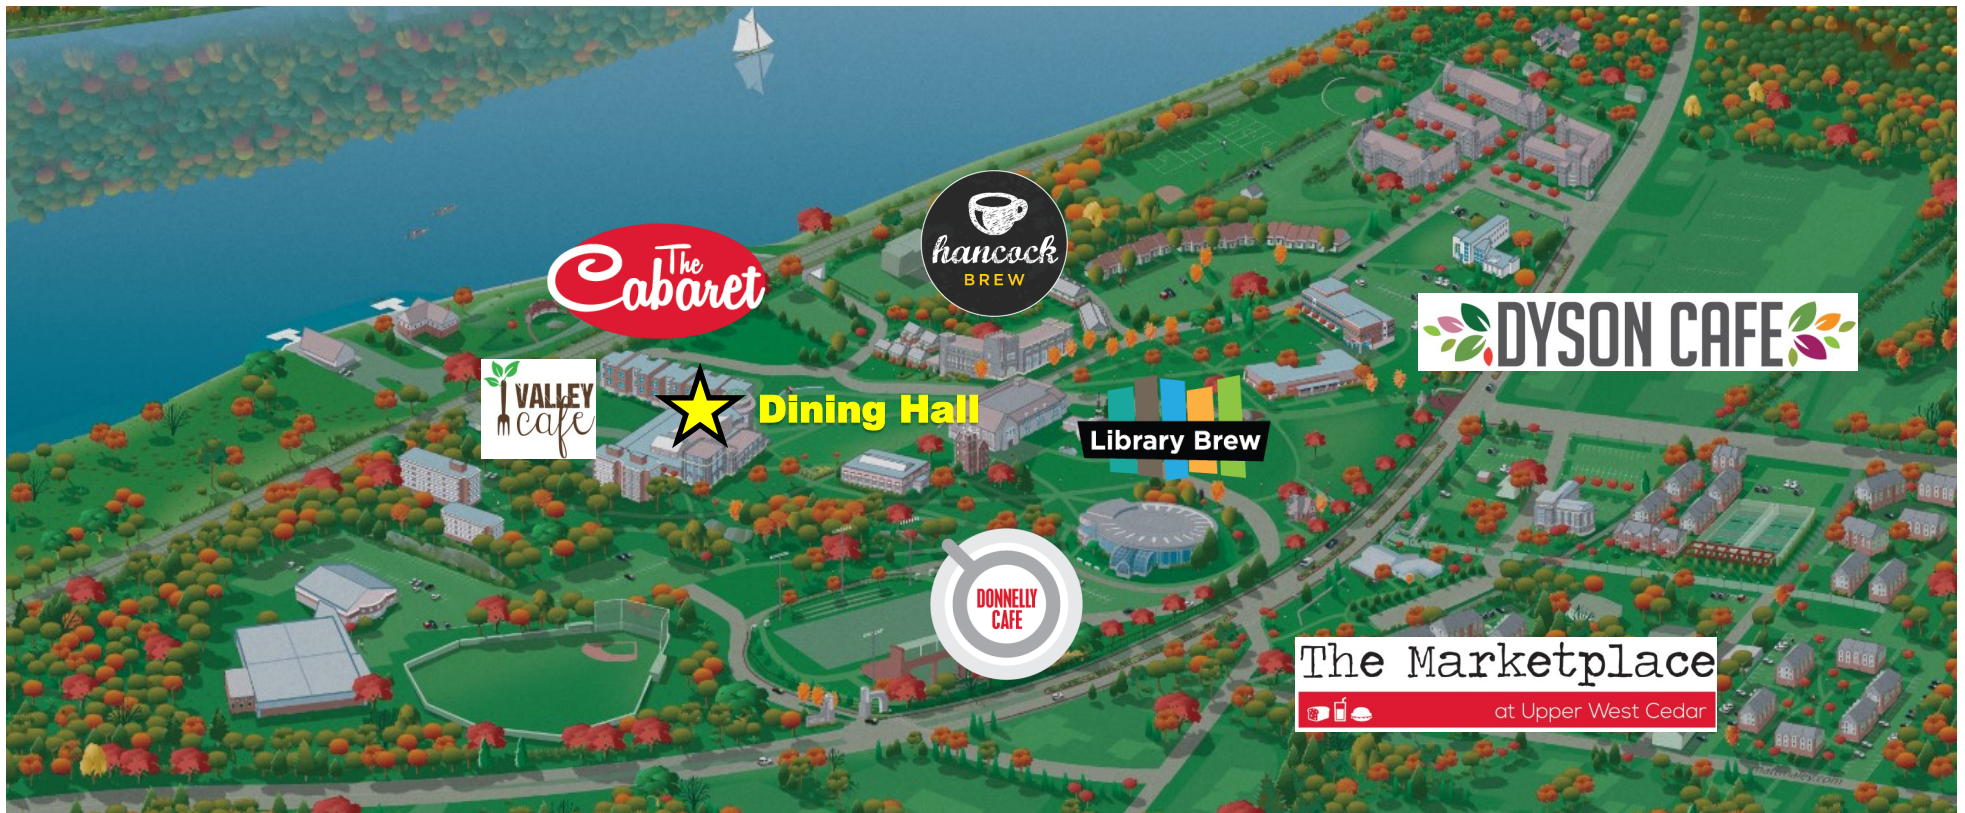 The
Cabaret
hancock
BREW
DYSON CAFE
VALLEY
cafe
Dining Hall
Library Brew
DONNELLY
CAFE
The Marketplace
at Upper West Cedar